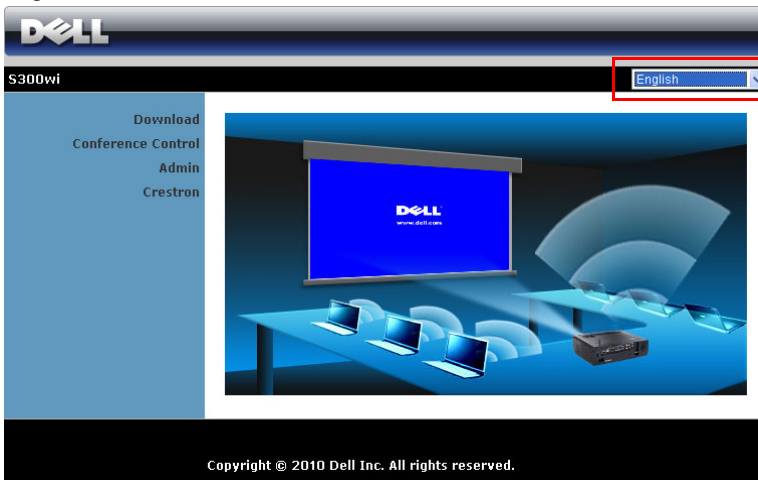 DELL
S300wi
English
Download
Conference Control
Admin
Crestron
DELL
www.dell.com
Copyright © 2010 Dell Inc. All rights reserved.